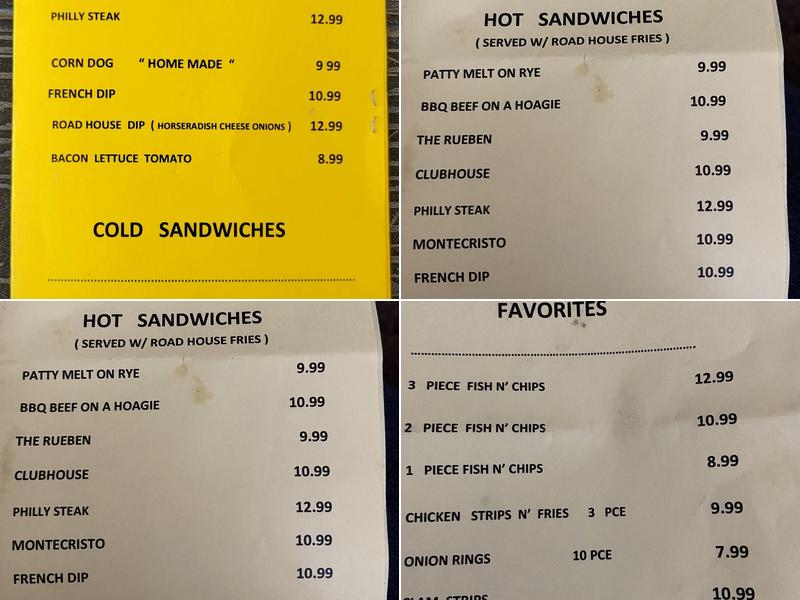 PHILLY STEAK 12.99
CORN DOG " HOME MADE " 9 99
FRENCH DIP 10.99
ROAD HOUSE DIP ( HORSERADISH CHEESE ONIONS ) 12.99
BACON LETTUCE TOMATO 8.99
COLD SANDWICHES
HOT SANDWICHES
( SERVED W/ ROAD HOUSE FRIES )
PATTY MELT ON RYE 9.99
BBQ BEEF ON A HOAGIE 10.99
THE RUEBEN 9.99
CLUBHOUSE 10.99
PHILLY STEAK 12.99
MONTECRISTO 10.99
FRENCH DIP 10.99
HOT SANDWICHES
( SERVED W/ ROAD HOUSE FRIES )
PATTY MELT ON RYE 9.99
BBQ BEEF ON A HOAGIE 10.99
THE RUEBEN 9.99
CLUBHOUSE 10.99
PHILLY STEAK 12.99
MONTECRISTO 10.99
FRENCH DIP 10.99
FAVORITES
3 PIECE FISH N' CHIPS 12.99
2 PIECE FISH N' CHIPS 10.99
1 PIECE FISH N' CHIPS 8.99
CHICKEN STRIPS N' FRIES 3 PCE 9.99
ONION RINGS 10 PCE 7.99
CLAM STRIPS 10.99